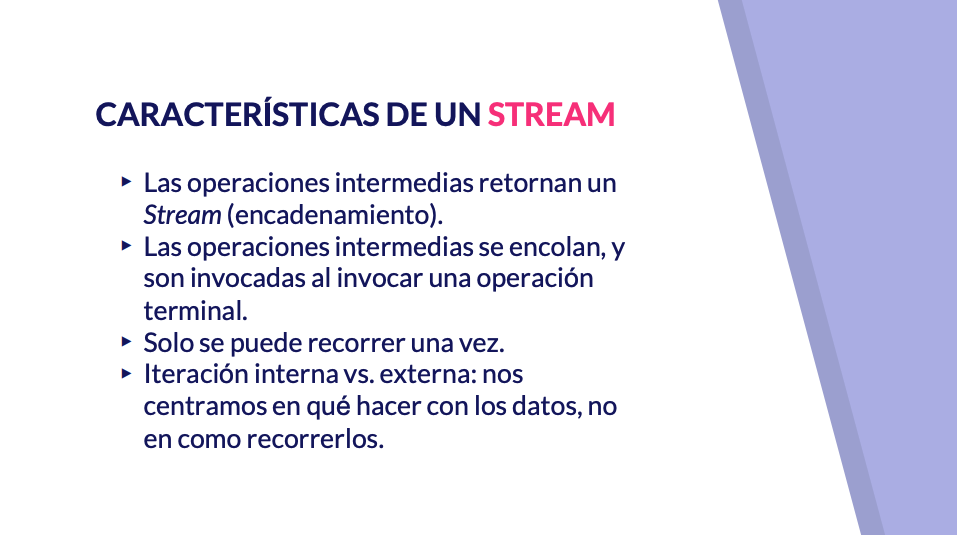 CARACTERÍSTICAS DE UN STREAM
▸ Las operaciones intermedias retornan un
Stream (encadenamiento).
▸ Las operaciones intermedias se encolan, y
son invocadas al invocar una operación
terminal.
▸ Solo se puede recorrer una vez.
▸ Iteración interna vs. externa: nos
centramos en qué hacer con los datos, no
en como recorrerlos.